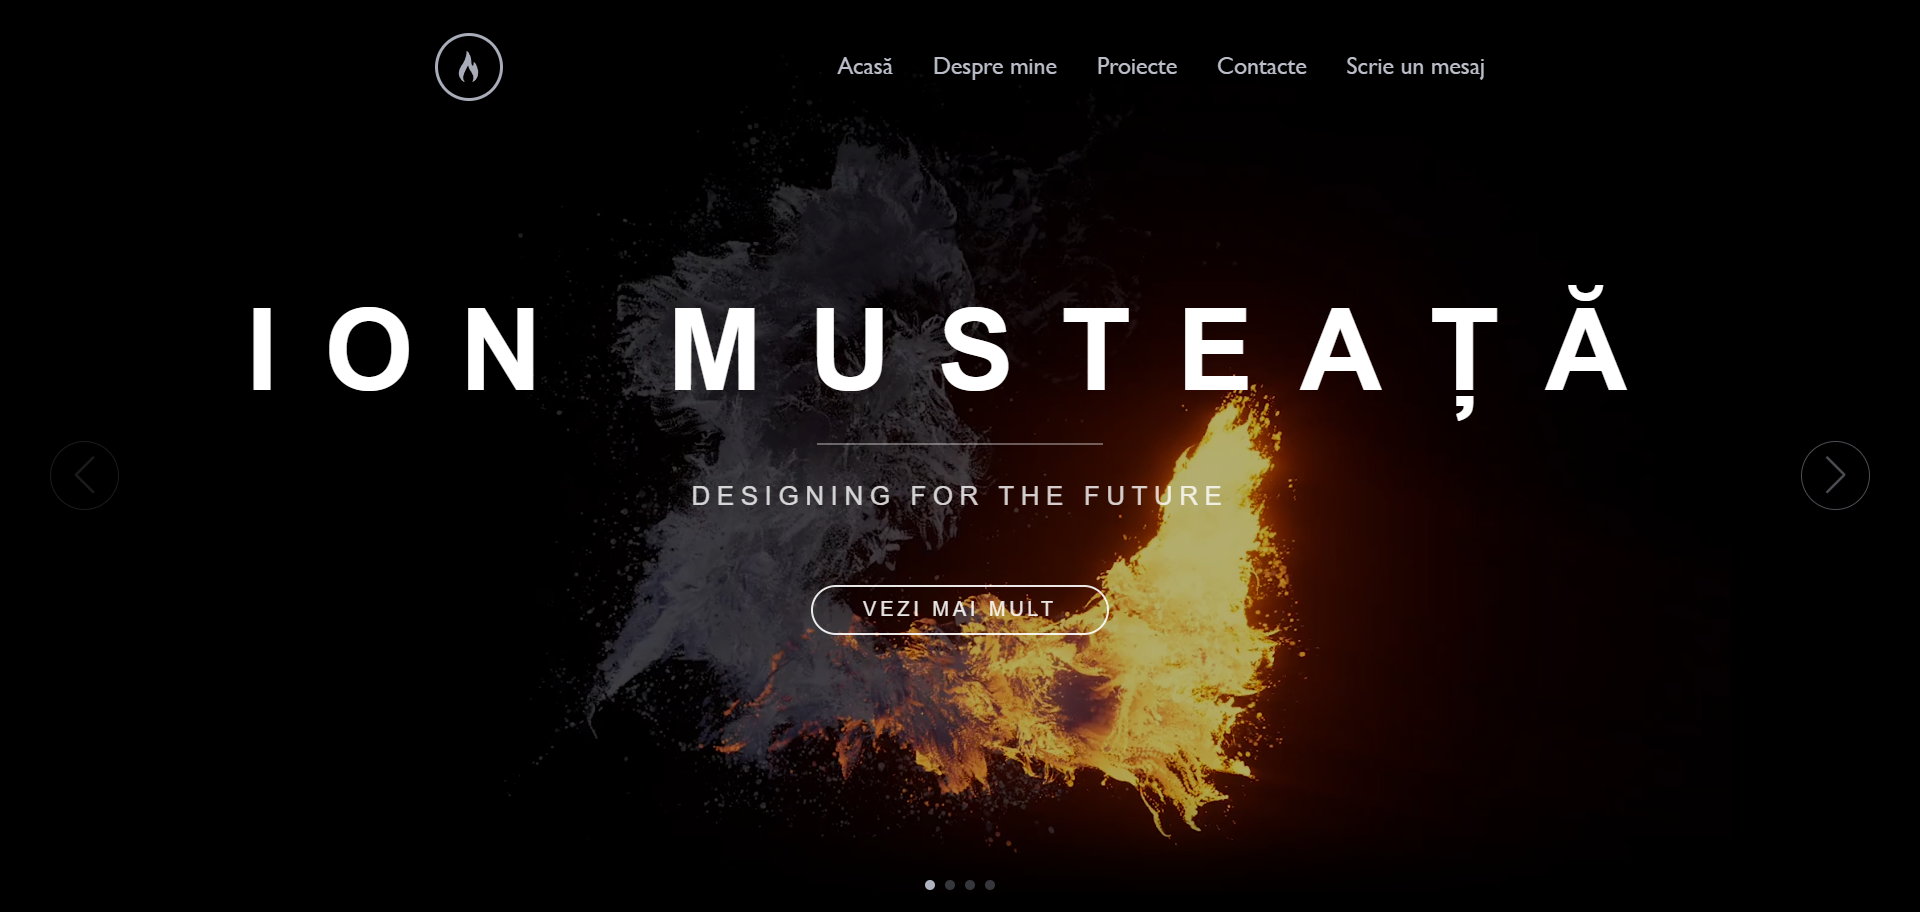 Acasă Despre mine Proiecte Contacte Scrie un mesaj
ION MUSTEAȚĂ
DESIGNING FOR THE FUTURE
VEZI MAI MULT